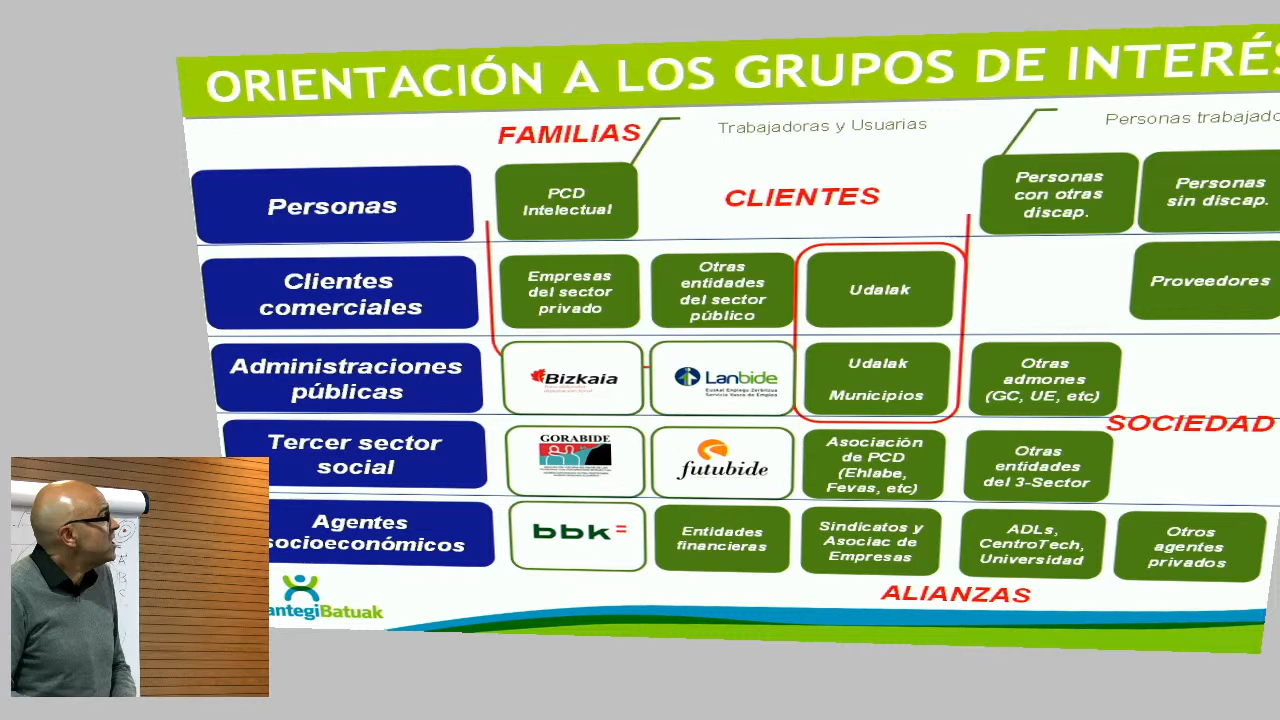 ORIENTACIÓN A LOS GRUPOS DE INTERÉS
FAMILIAS
Trabajadoras y Usuarias
Personas
PCD
Intelectual
CLIENTES
Personas
con otras
discap.
Personas
sin discap.
Clientes
comerciales
Empresas
del sector
privado
Otras
entidades
del sector
público
Udalak
Proveedores
Administraciones
públicas
Bizkaia
Lanbide
Euskal Enplegu Zerbitzua
Servicio Vasco de Empleo
Udalak
Municipios
Otras
admones
(GC, UE, etc)
SOCIEDAD
Tercer sector
social
GORABIDE
futubide
Asociación
de PCD
(Ehlabe,
Fevas, etc)
Otras
entidades
del 3-Sector
Agentes
socioeconómicos
bbk=
Entidades
financieras
Sindicatos y
Asociac de
Empresas
ADLs,
CentroTech,
Universidad
Otros
agentes
privados
antegiBatuak
ALIANZAS